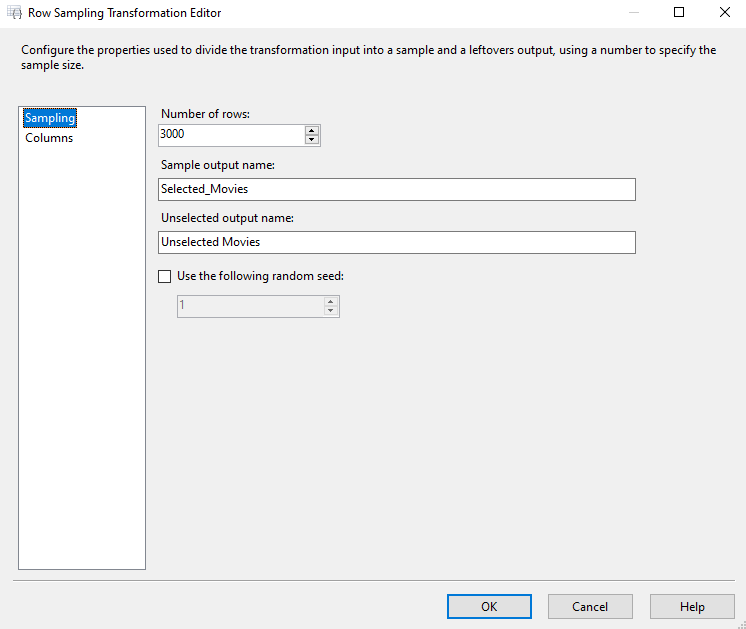 Row Sampling Transformation Editor
Configure the properties used to divide the transformation input into a sample and a leftovers output, using a number to specify the
sample size.
Sampling
Columns
Number of rows:
3000
Sample output name:
Selected_Movies
Unselected output name:
Unselected Movies
Use the following random seed:
1
OK
Cancel
Help